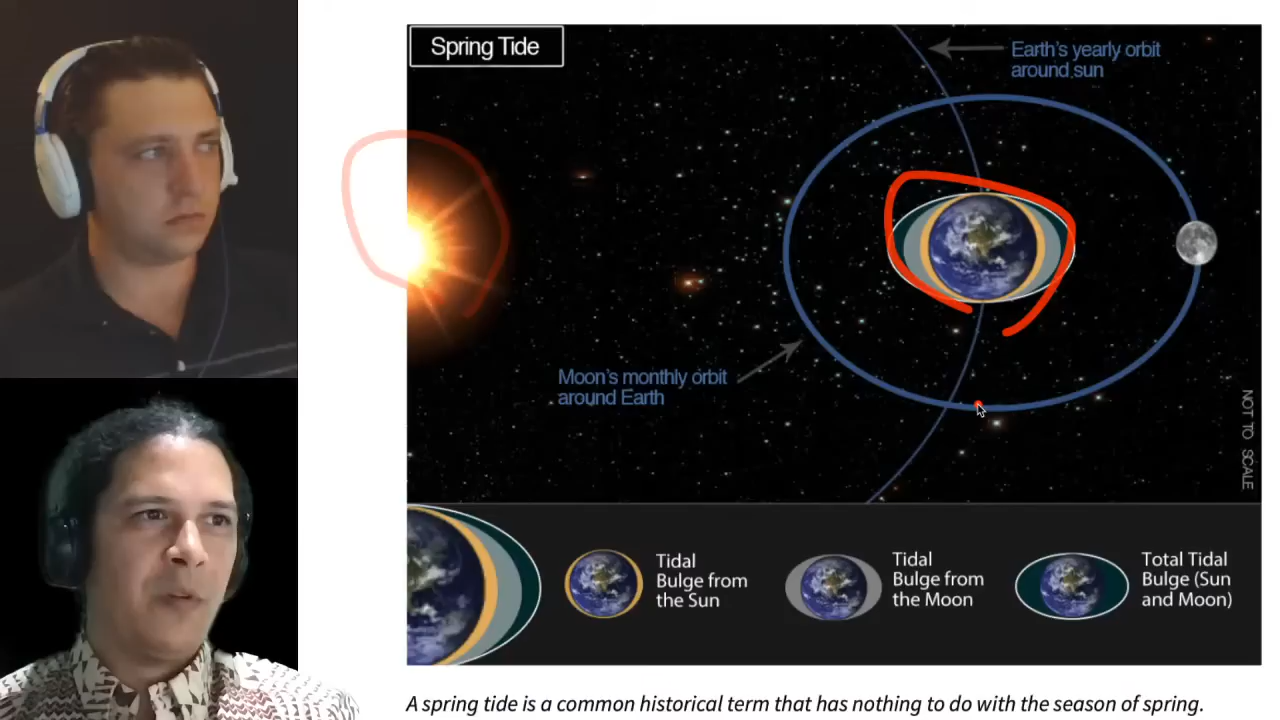 Spring Tide
Earth's yearly orbit
around sun
Moon's monthly orbit
around Earth
NOT TO SCALE
Tidal
Bulge from
the Sun
Tidal
Bulge from
the Moon
Total Tidal
Bulge (Sun
and Moon)
A spring tide is a common historical term that has nothing to do with the season of spring.